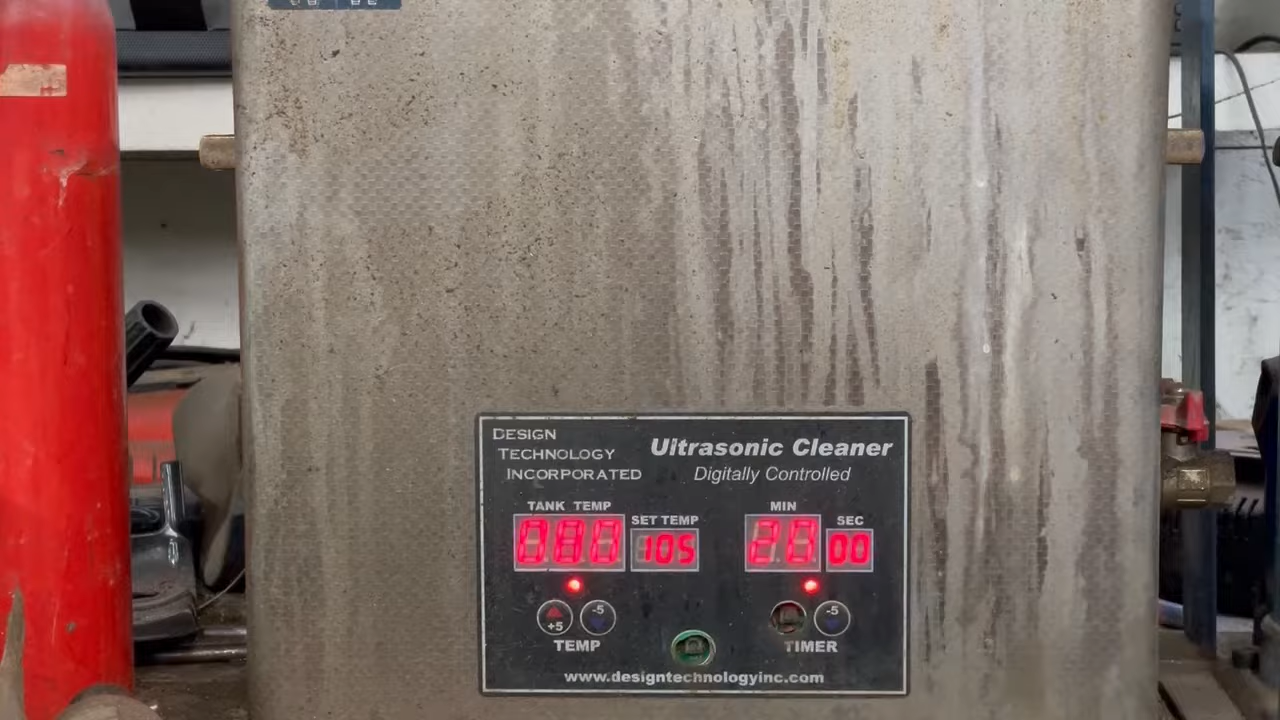 DESIGN
TECHNOLOGY
INCORPORATED
Ultrasonic Cleaner
Digitally Controlled
TANK TEMP
SET TEMP
MIN
SEC
080
105
20
00
+5
-5
-5
TEMP
TIMER
www.designtechnologyinc.com